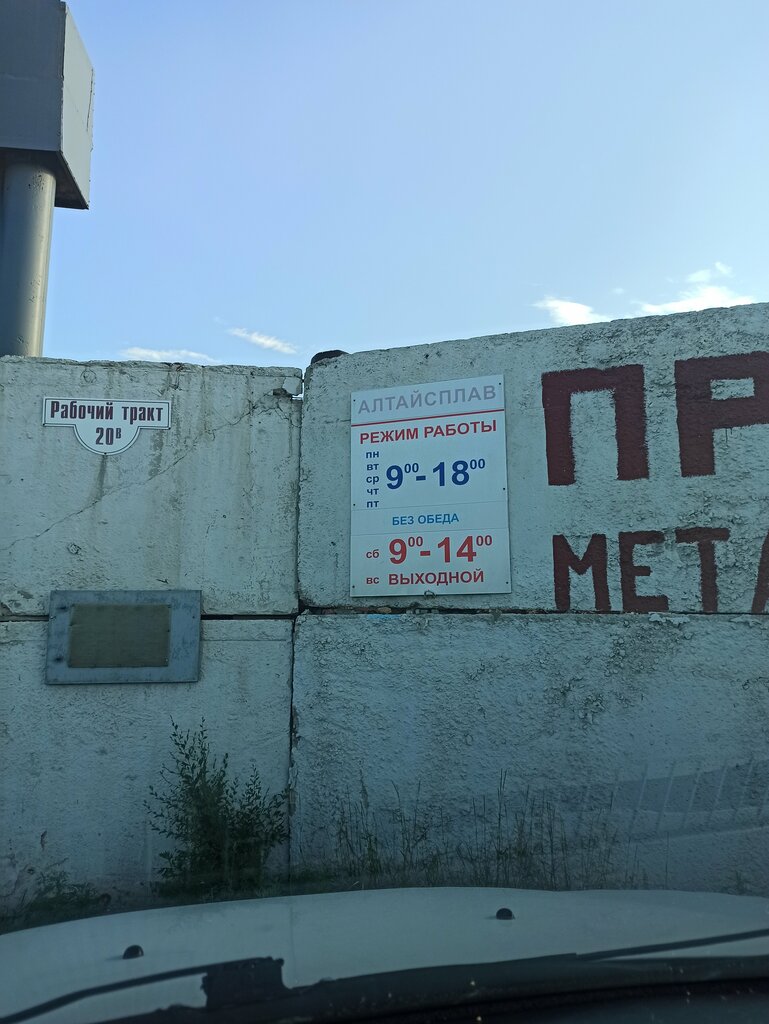 Рабочий тракт
20в
АЛТАЙСПЛАВ
РЕЖИМ РАБОТЫ
пн
вт
ср
чт
пт
9⁰⁰-18⁰⁰
БЕЗ ОБЕДА
сб 9⁰⁰-14⁰⁰
вс ВЫХОДНОЙ
ПР
МЕТА